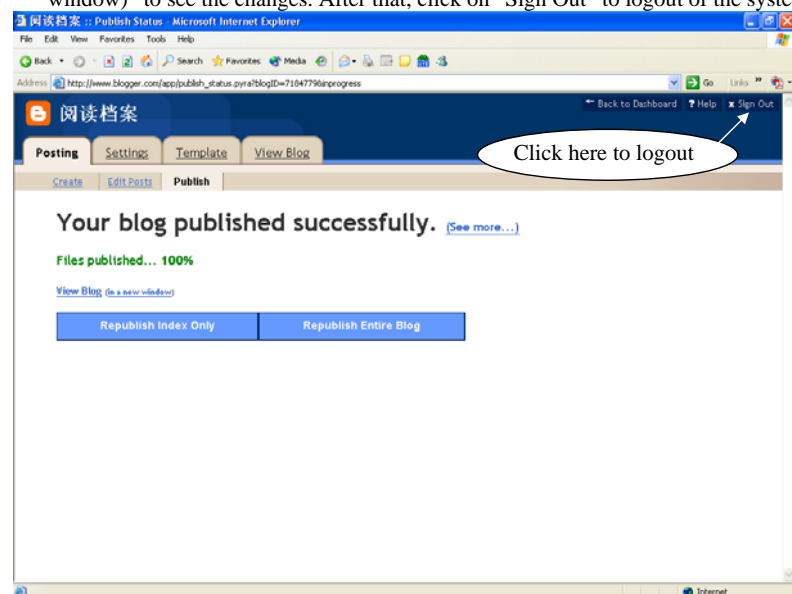 window)" to see the changes. After that, click on "Sign Out" to logout of the syste
阅读档案 :: Publish Status - Microsoft Internet Explorer
File Edit View Favorites Tools Help
Back Search Favorites Media
Address http://www.blogger.com/app/publish_status.pyra?blogID=7184779&inprogress Go Links »
阅读档案
Back to Dashboard ? Help x Sign Out
Posting Settings Template View Blog
Click here to logout
Create Edit Posts Publish
Your blog published successfully. (See more...)
Files published... 100%
View Blog (in a new window)
Republish Index Only Republish Entire Blog
Internet